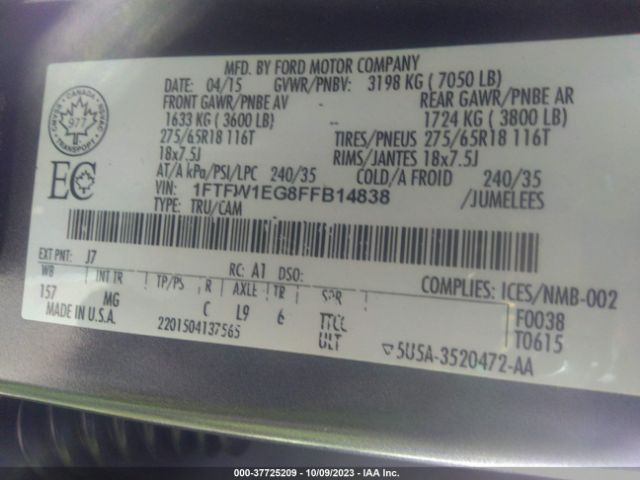 MFD. BY FORD MOTOR COMPANY
DATE: 04/15 GVWR/PNBV: 3198 KG ( 7050 LB)
FRONT GAWR/PNBE AV REAR GAWR/PNBE AR
1633 KG ( 3600 LB) 1724 KG ( 3800 LB)
275/65R18 116T TIRES/PNEUS 275/65R18 116T
18x7.5J RIMS/JANTES 18x7.5J
AT/A kPa/PSI/LPC 240/35 COLD/A FROID 240/35
VIN: 1FTFW1EG8FFB14838 /JUMELEES
TYPE: TRU/CAM
CANADA
977
EC
EXT PNT: J7 RC: A1 DSO: COMPLIES: ICES/NMB-002
WB INT TR TP/PS R AXLE TR SPR F0038
157 MG C L9 6 TTCC T0615
MADE IN U.S.A. 2201504137565 ULT 5U5A-3520472-AA
000-37725209 - 10/09/2023 - IAA Inc.